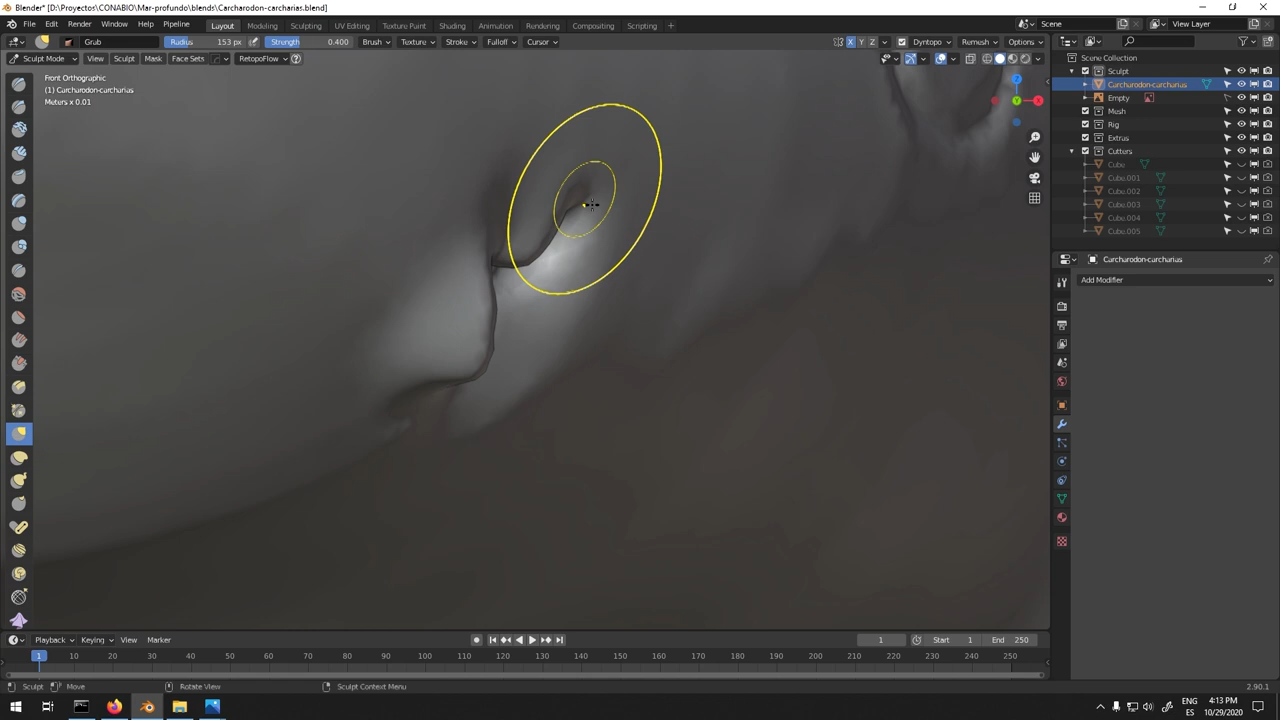 Blender* [D:\Proyectos\CONABIO\Mar-profundo\blends\Carcharodon-carcharias.blend]
File Edit Render Window Help Pipeline Layout Modeling Sculpting UV Editing Texture Paint Shading Animation Rendering Compositing Scripting + Scene View Layer
Grab Radius 153 px Strength 0.400 Brush Texture Stroke Falloff Cursor X Y Z Dyntopo Remesh Options
Sculpt Mode View Sculpt Mask Face Sets RetopoFlow
Front Orthographic
(1) Carcharodon-carcharias
Meters x 0.01
Z
Y
X
Scene Collection
Sculpt
Carcharodon-carcharias
Empty
Mesh
Rig
Extras
Cutters
Cube
Cube.001
Cube.002
Cube.003
Cube.004
Cube.005
Carcharodon-carcharias
Add Modifier
Playback Keying View Marker 1 Start 1 End 250
1 10 20 30 40 50 60 70 80 90 100 110 120 130 140 150 160 170 180 190 200 210 220 230 240 250
Sculpt Move Rotate View Sculpt Context Menu 2.90.1
ENG 4:13 PM
ES 10/29/2020